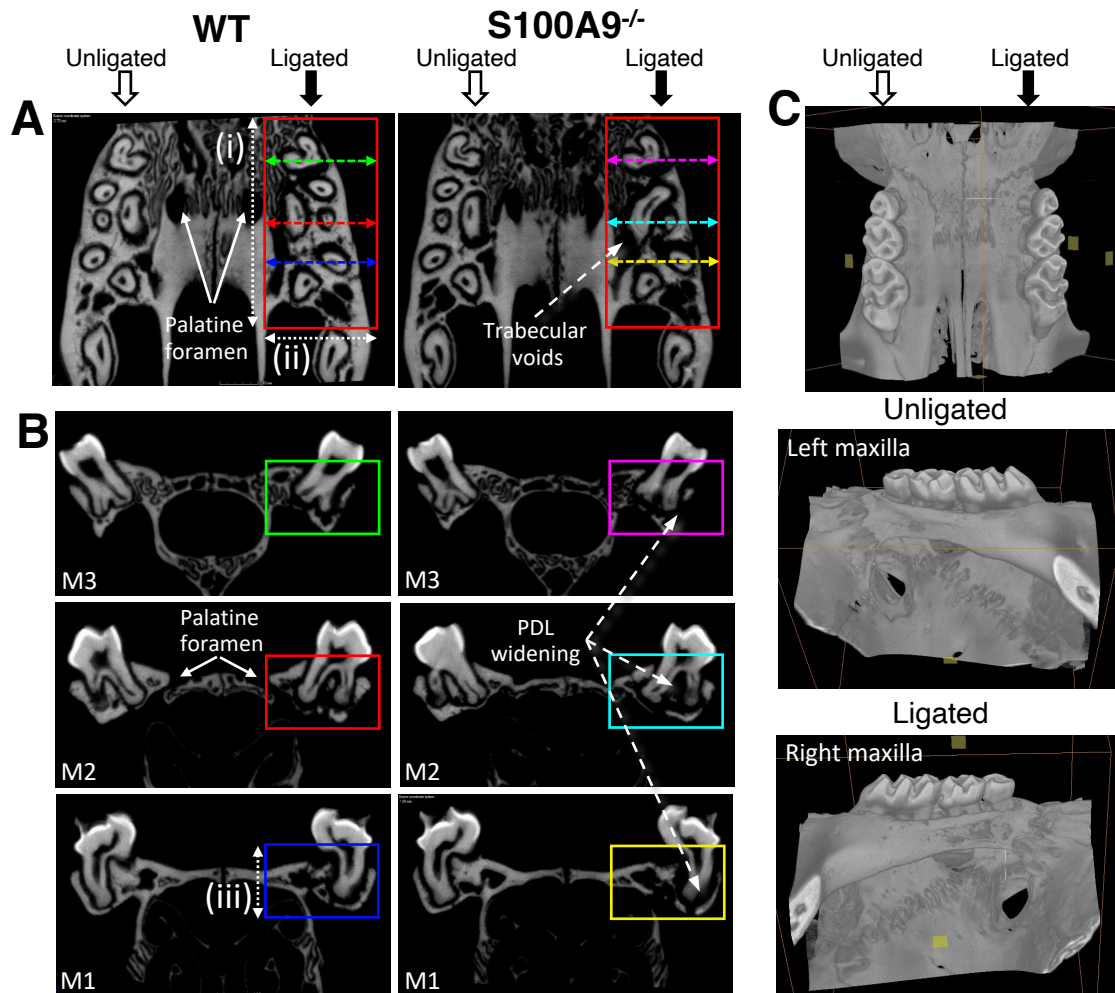 WT
S100A9-/-
Unligated
Ligated
Unligated
Ligated
Unligated
Ligated
A
(i)
Palatine
foramen
(ii)
Trabecular
voids
C
B
M3
M3
Palatine
foramen
M2
PDL
widening
M2
(iii)
M1
M1
Unligated
Left maxilla
Ligated
Right maxilla